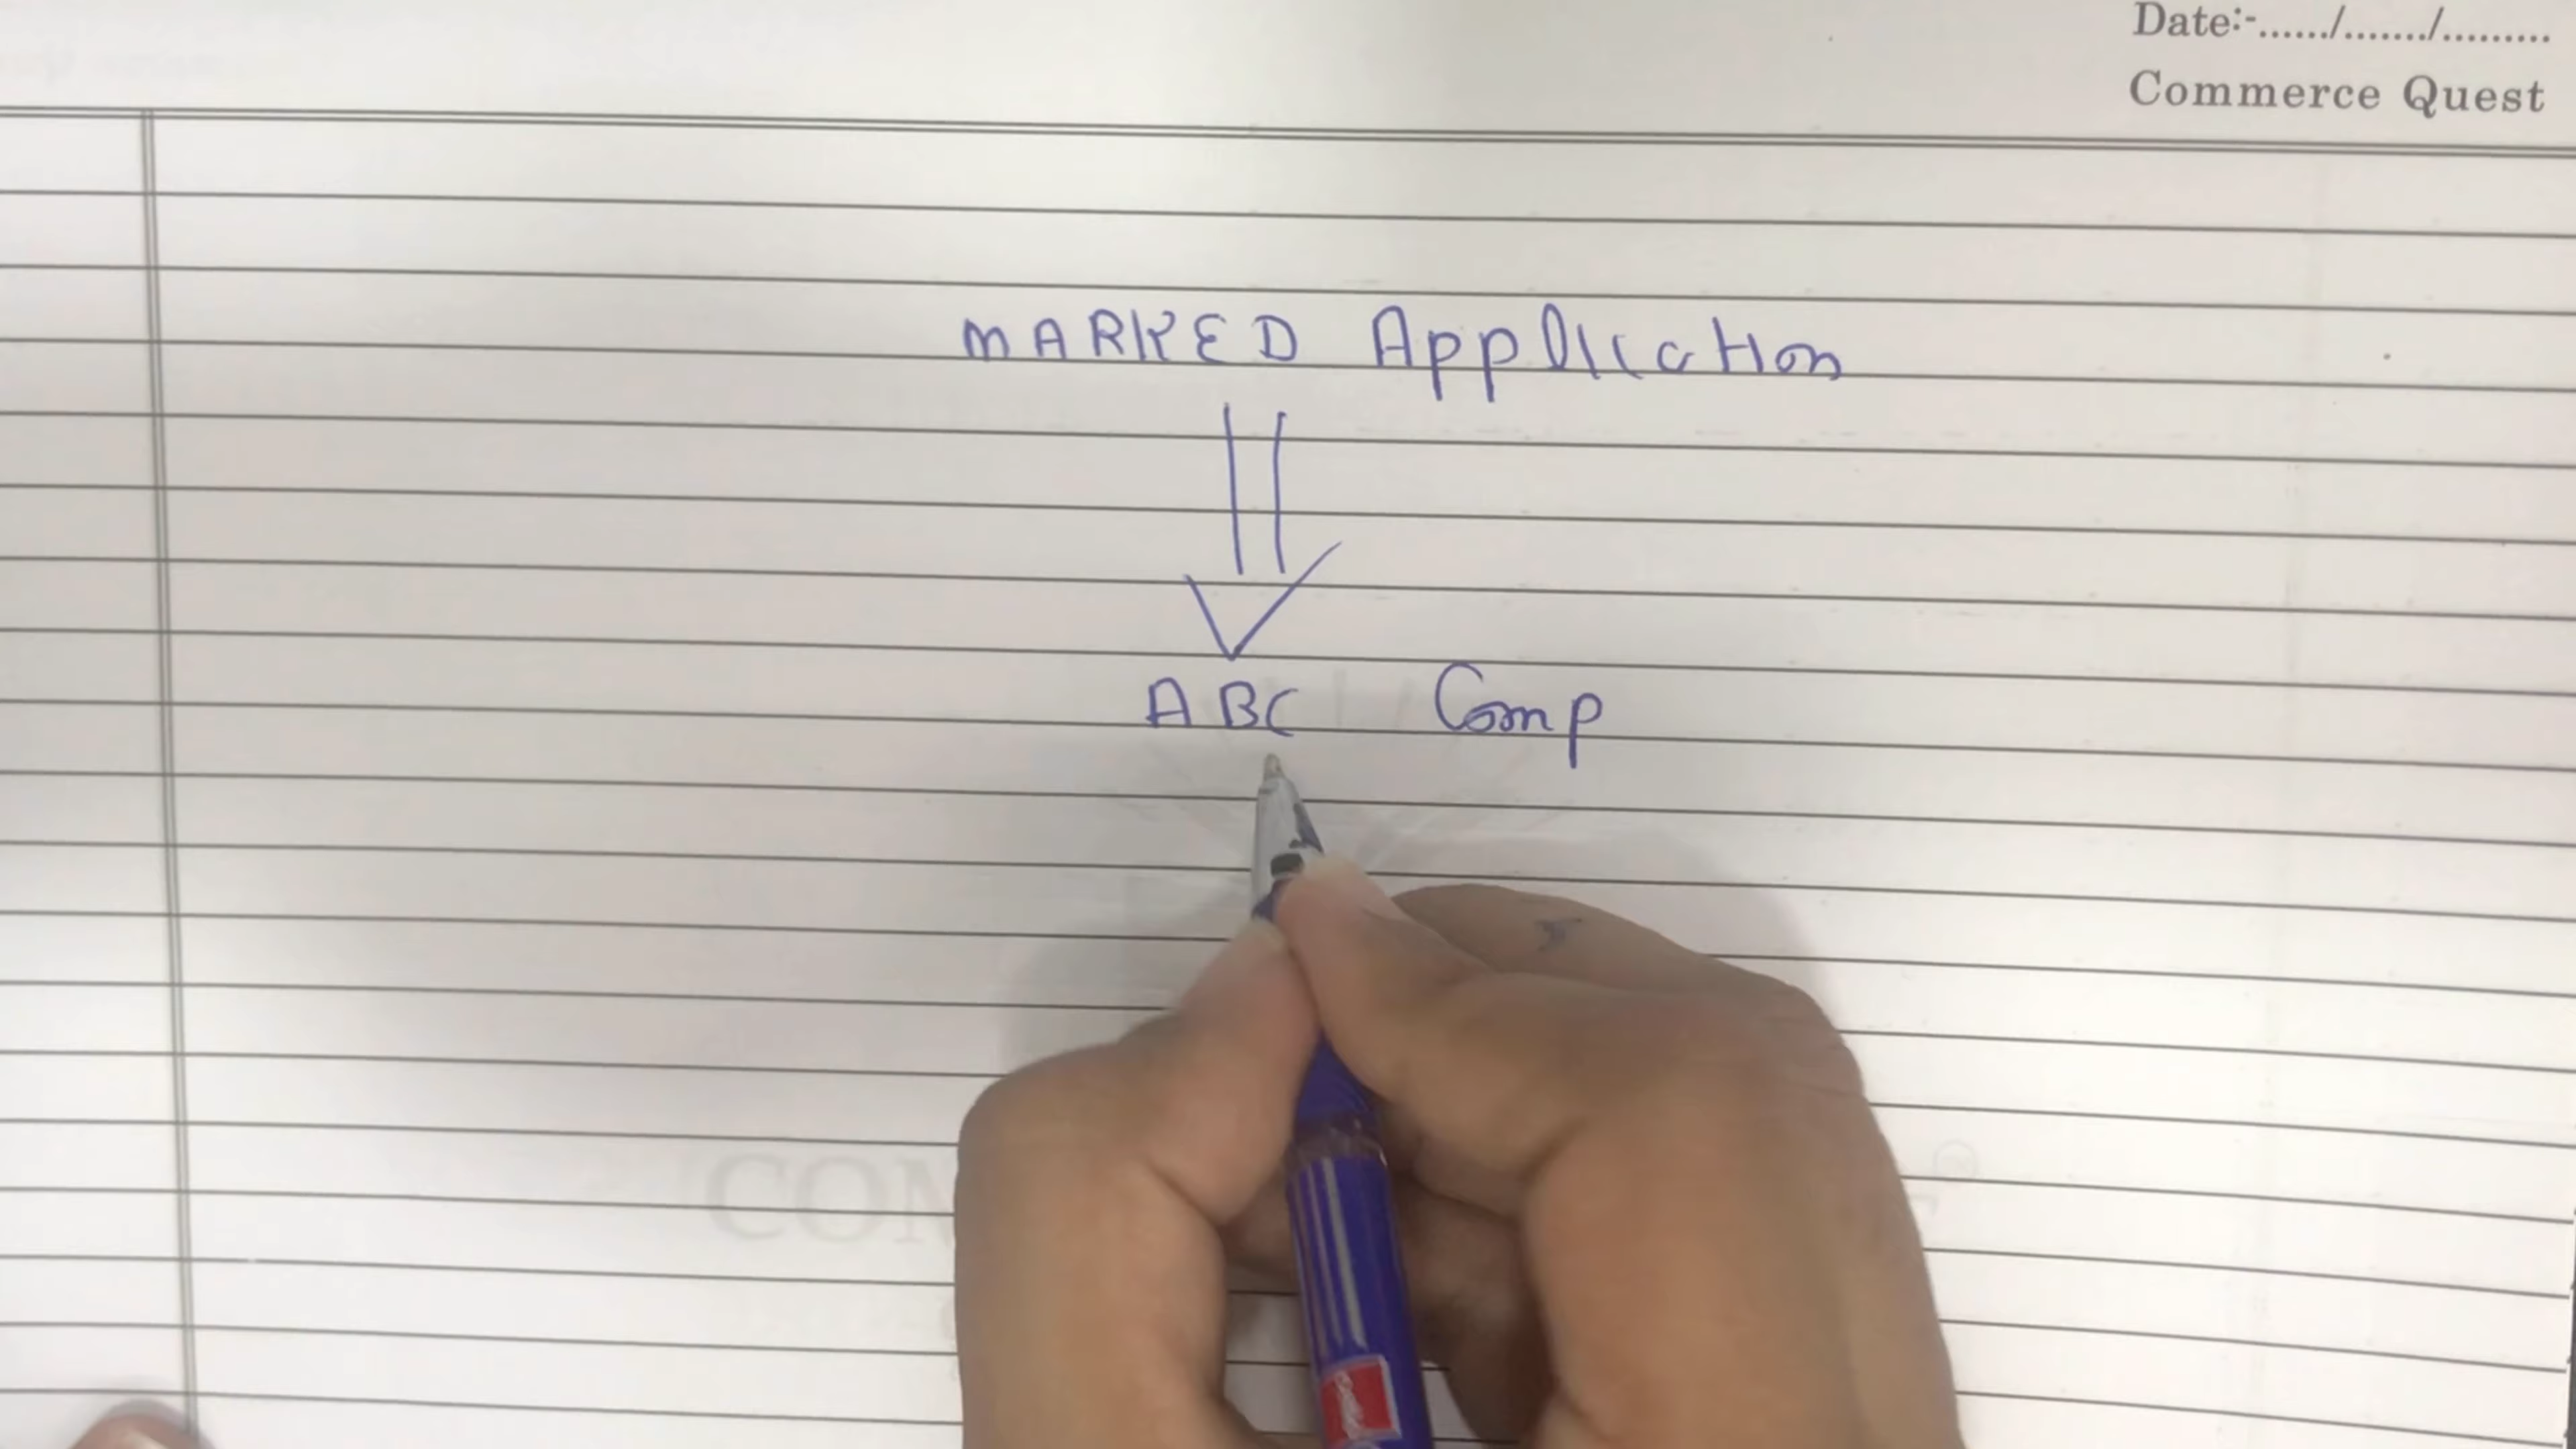 Date:-....../......./.........
Commerce Quest
MARKED Application
ABC Comp